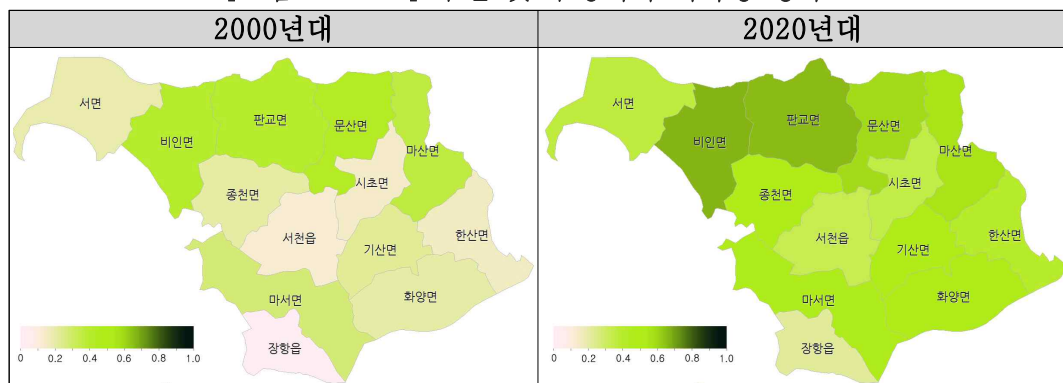 2000년대
2020년대
서면
비인면
판교면
문산면
마산면
시초면
종천면
서천읍
기산면
한산면
마서면
화양면
장항읍
0 0.2 0.4 0.6 0.8 1.0
서면
비인면
판교면
문산면
마산면
시초면
종천면
서천읍
기산면
한산면
마서면
화양면
장항읍
0 0.2 0.4 0.6 0.8 1.0